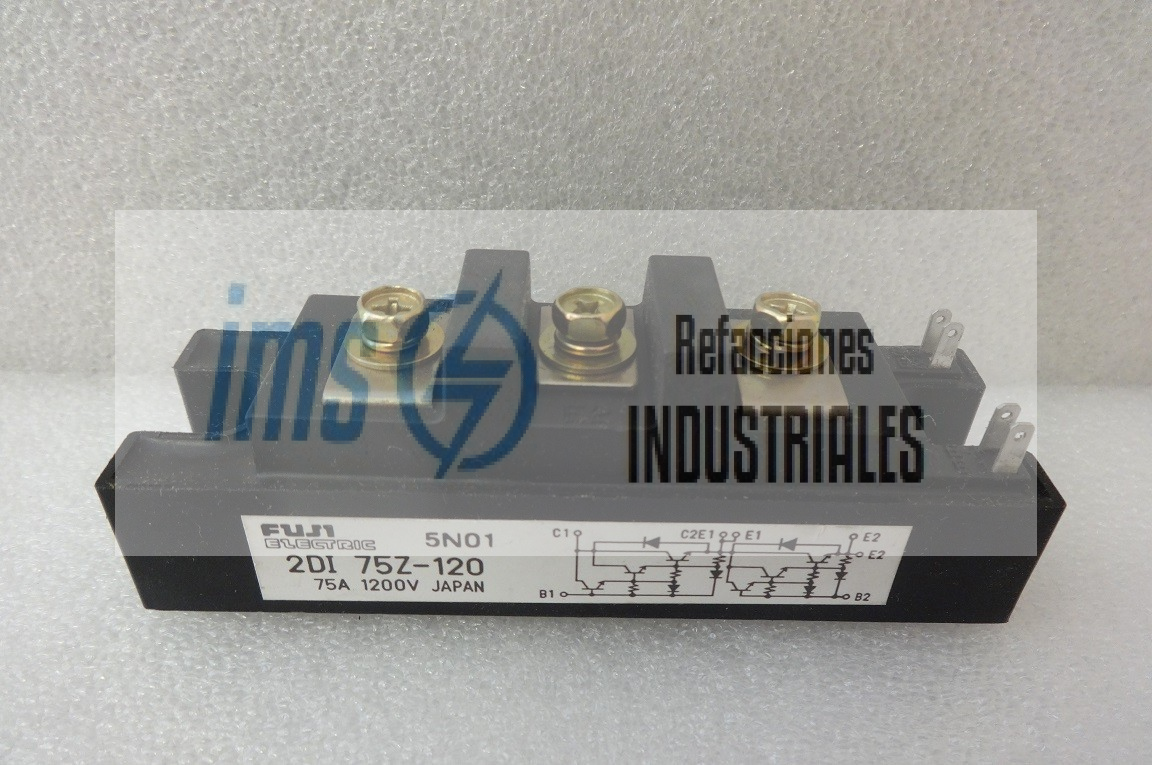 ims
Refacciones
INDUSTRIALES
FUJI
ELECTRIC
5N01
2DI 75Z-120
75A 1200V JAPAN
C1
C2E1
E1
E2
E2
B1
B2